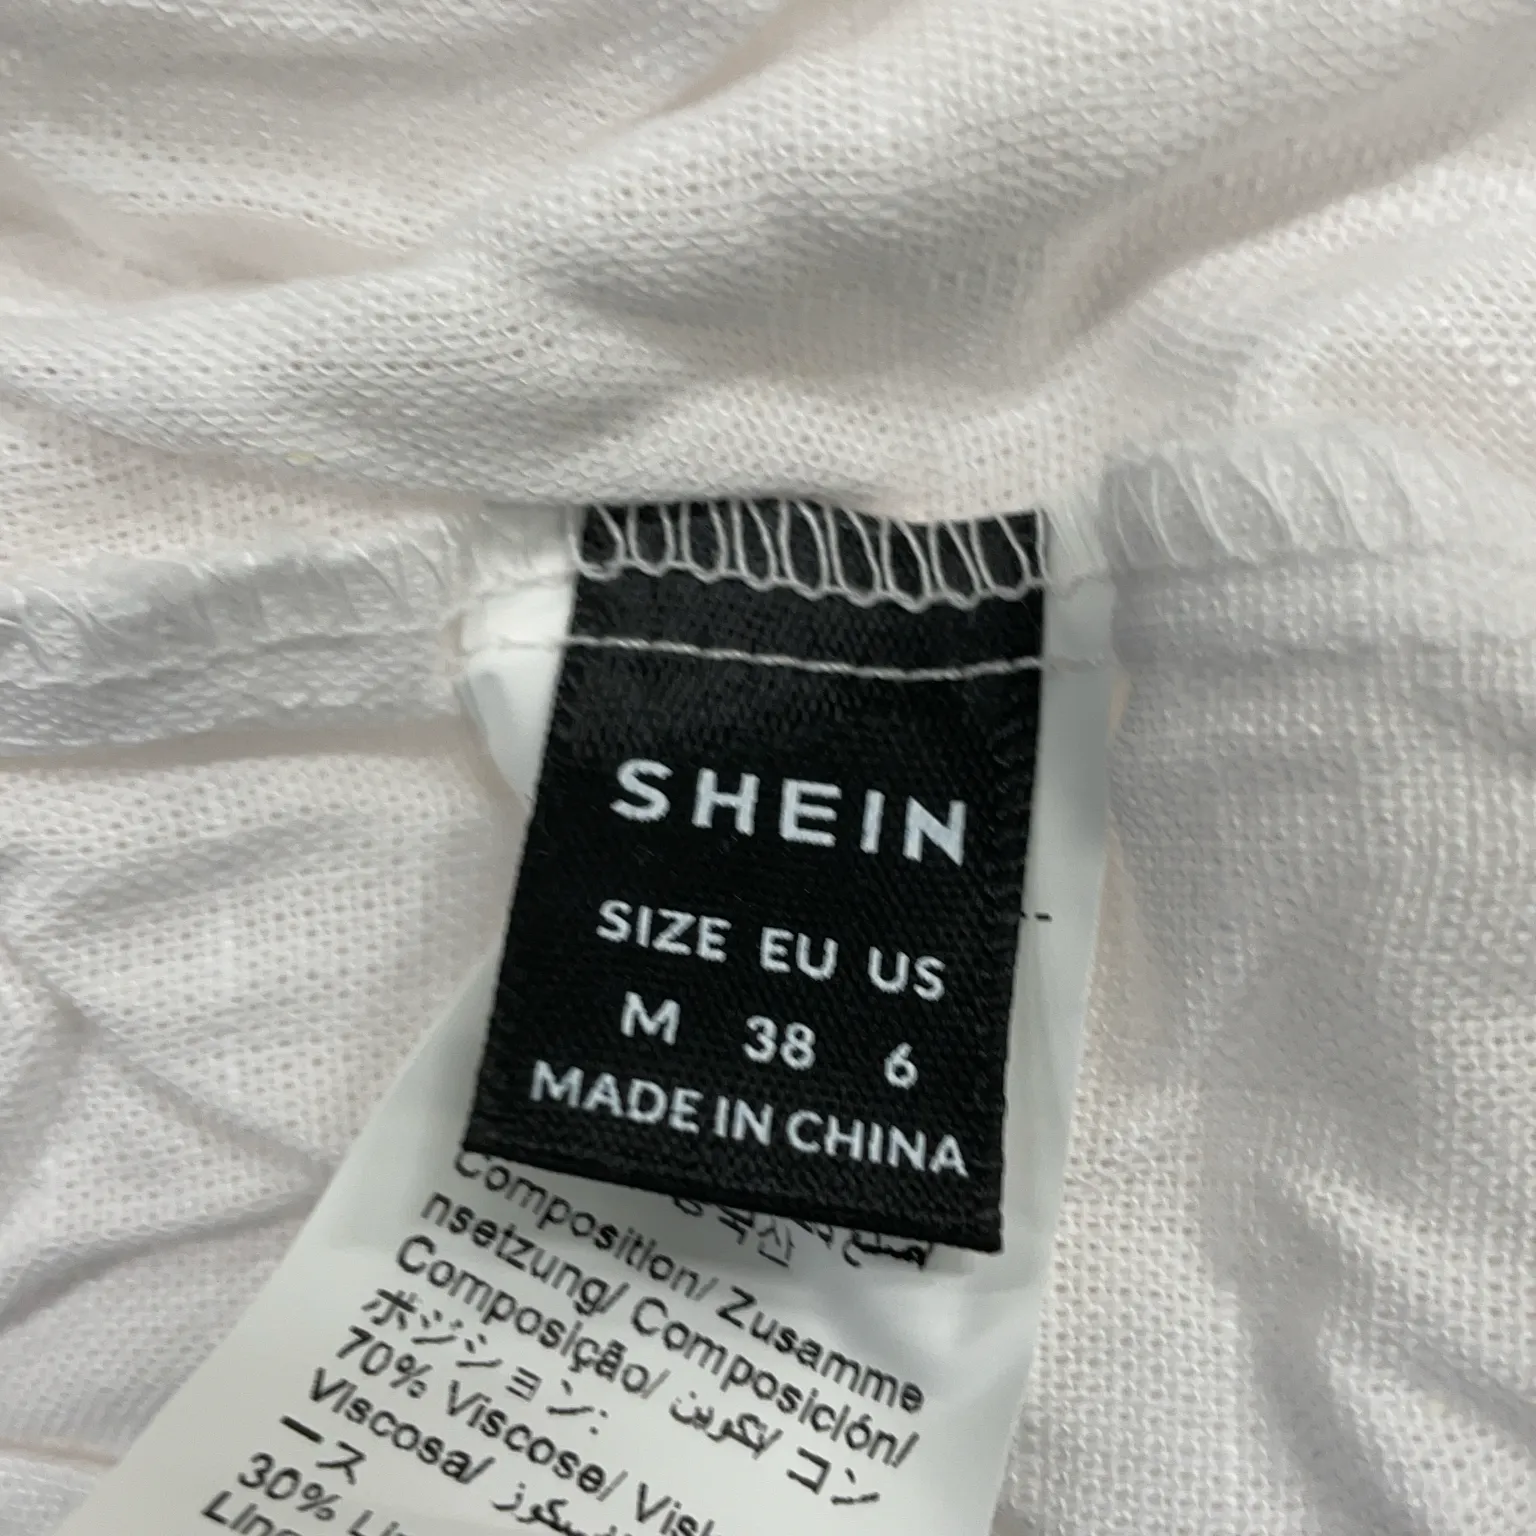 SHEIN
SIZE EU US
M 38 6
MADE IN CHINA
Composition/ Zusamme
nsetzung/ Composición/
Composição/ تكوين/ コン
ポジション:
70% Viscose/
Viscosa/ فيسكوز/
ース
30%